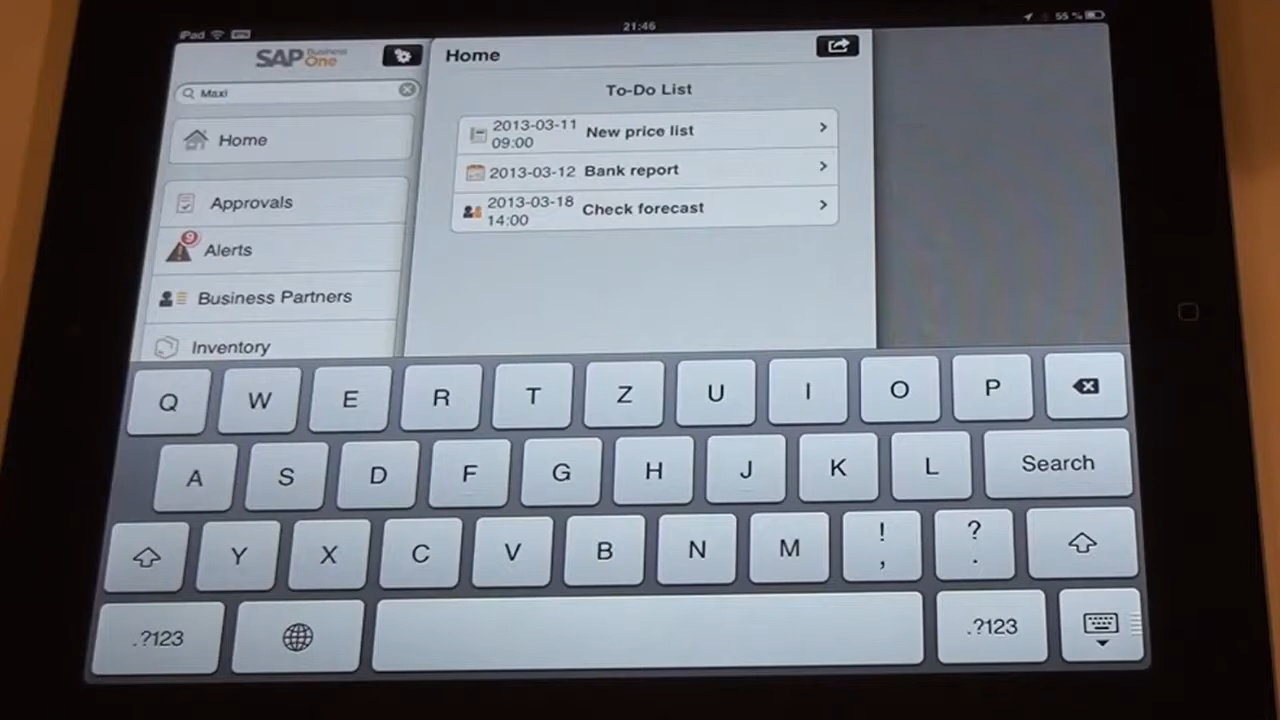 iPad
21:46
55 %
SAP Business One
Home
Maxi
To-Do List
Home
2013-03-11 09:00 New price list
2013-03-12 Bank report
2013-03-18 14:00 Check forecast
Approvals
9
Alerts
Business Partners
Inventory
Q W E R T Z U I O P
A S D F G H J K L Search
Y X C V B N M ! , ? .
.?123 .?123